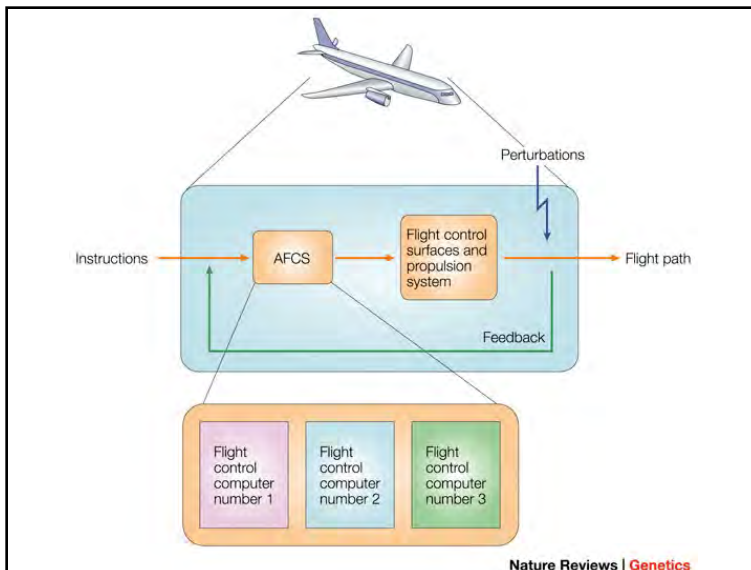 Perturbations
Instructions
AFCS
Flight control
surfaces and
propulsion
system
Flight path
Feedback
Flight
control
computer
number 1
Flight
control
computer
number 2
Flight
control
computer
number 3
Nature Reviews | Genetics